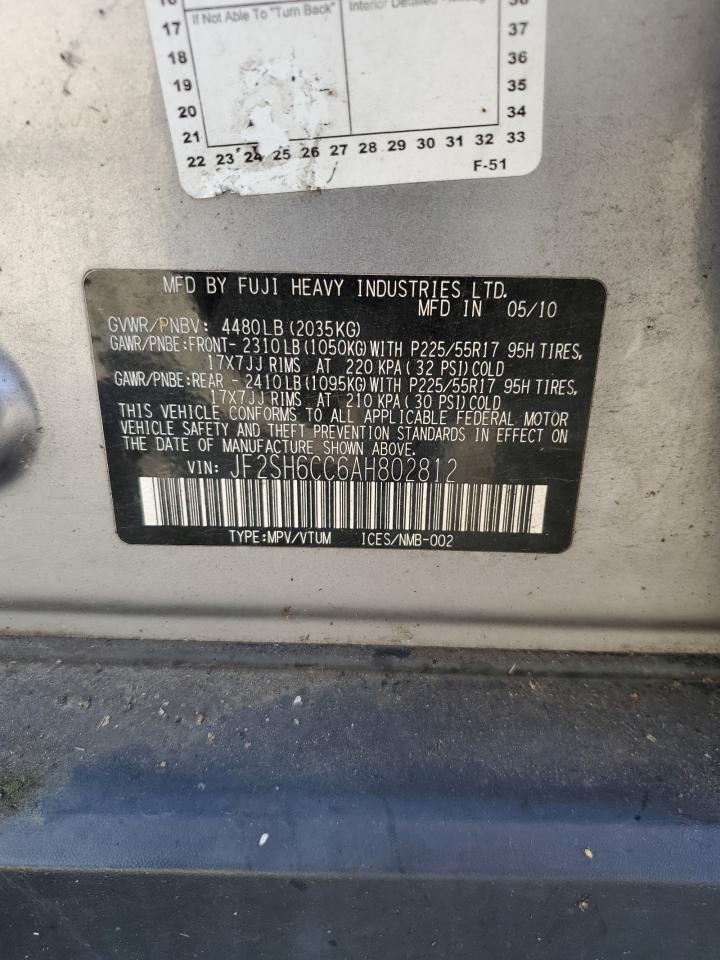 If Not Able To "Turn Back"
Interior Detailed
17
37
18
36
19
35
20
34
21
22 23 24 25 26 27 28 29 30 31 32 33
F-51
MFD BY FUJI HEAVY INDUSTRIES LTD.
MFD IN 05/10
GVWR/PNBV: 4480LB(2035KG)
GAWR/PNBE:FRONT- 2310LB(1050KG)WITH P225/55R17 95H TIRES,
17X7JJ RIMS AT 220 KPA(32 PSI)COLD
GAWR/PNBE:REAR - 2410LB(1095KG)WITH P225/55R17 95H TIRES,
17X7JJ RIMS AT 210 KPA(30 PSI)COLD
THIS VEHICLE CONFORMS TO ALL APPLICABLE FEDERAL MOTOR
VEHICLE SAFETY AND THEFT PREVENTION STANDARDS IN EFFECT ON
THE DATE OF MANUFACTURE SHOWN ABOVE.
VIN: JF2SH6CC6AH802812
TYPE:MPV/VTUM ICES/NMB-002